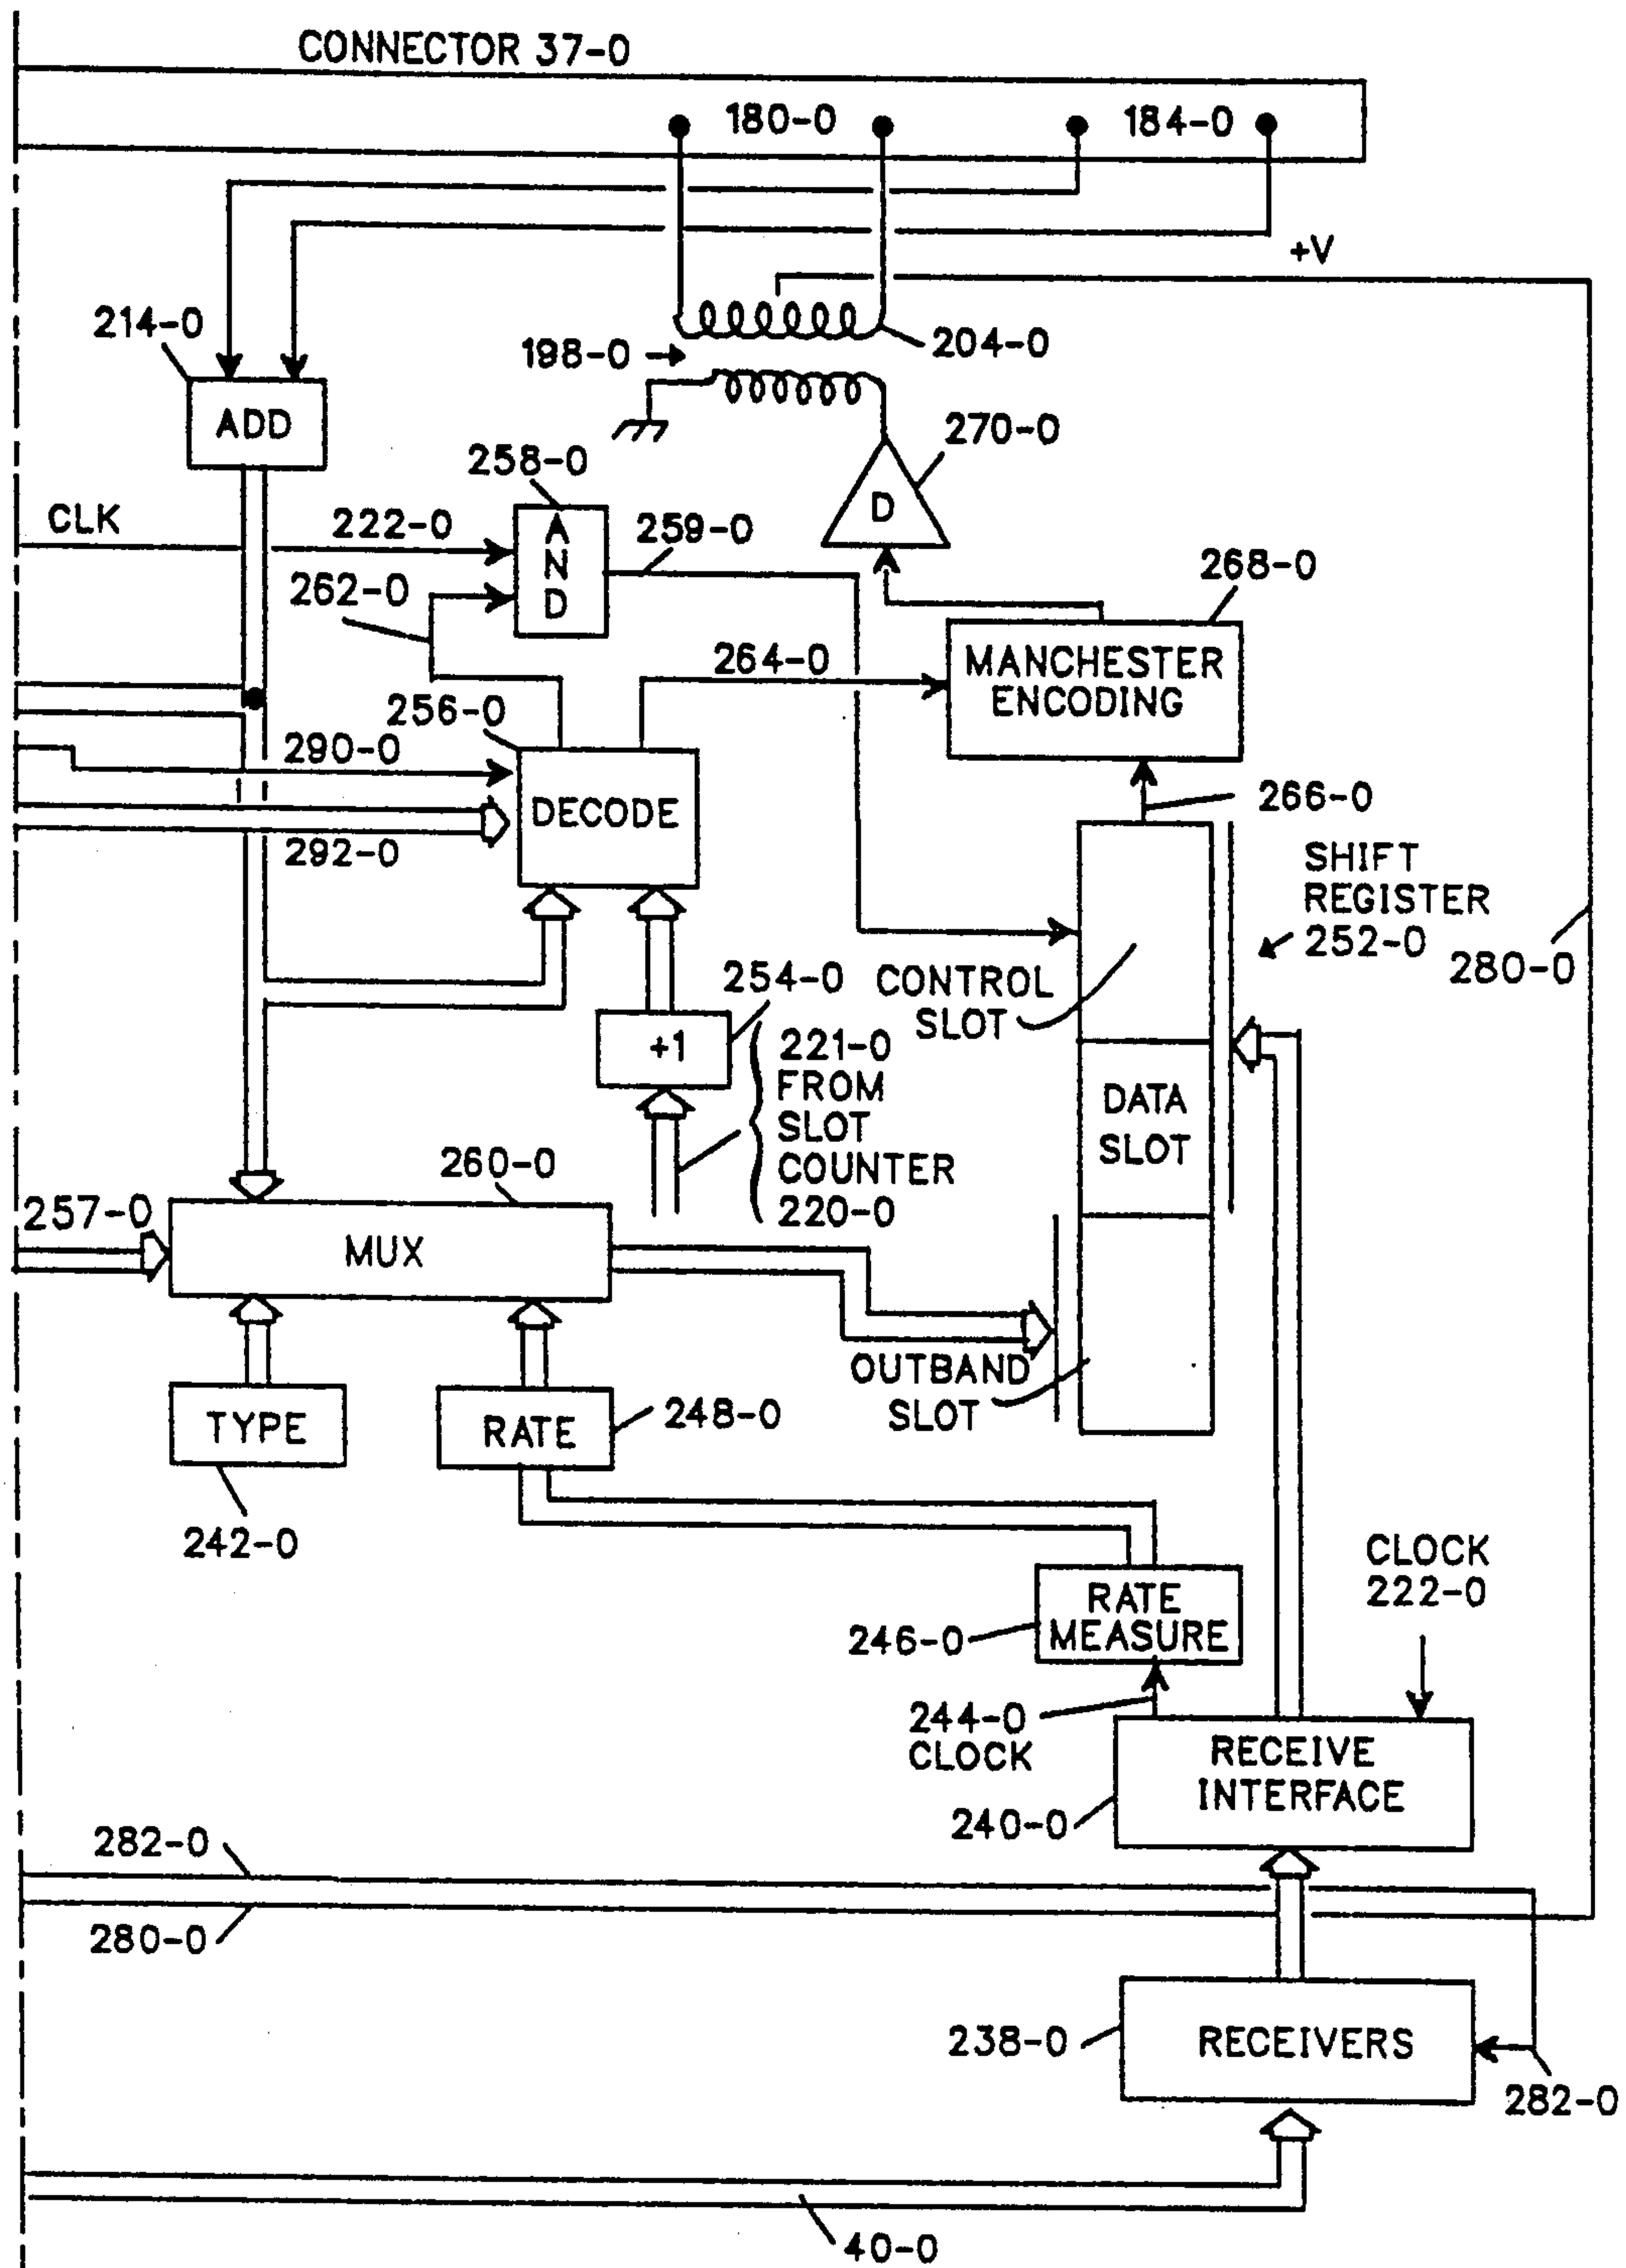 CONNECTOR 37-0
180-0
184-0
+V
214-0
198-0
204-0
ADD
270-0
258-0
D
CLK
222-0
AND
259-0
268-0
262-0
264-0
MANCHESTER
ENCODING
256-0
290-0
DECODE
266-0
292-0
SHIFT
REGISTER
252-0
280-0
254-0
CONTROL
SLOT
+1
221-0
FROM
SLOT
COUNTER
220-0
DATA
SLOT
260-0
257-0
MUX
OUTBAND
SLOT
TYPE
RATE
248-0
242-0
CLOCK
222-0
RATE
MEASURE
246-0
244-0
CLOCK
RECEIVE
INTERFACE
240-0
282-0
280-0
238-0
RECEIVERS
282-0
40-0